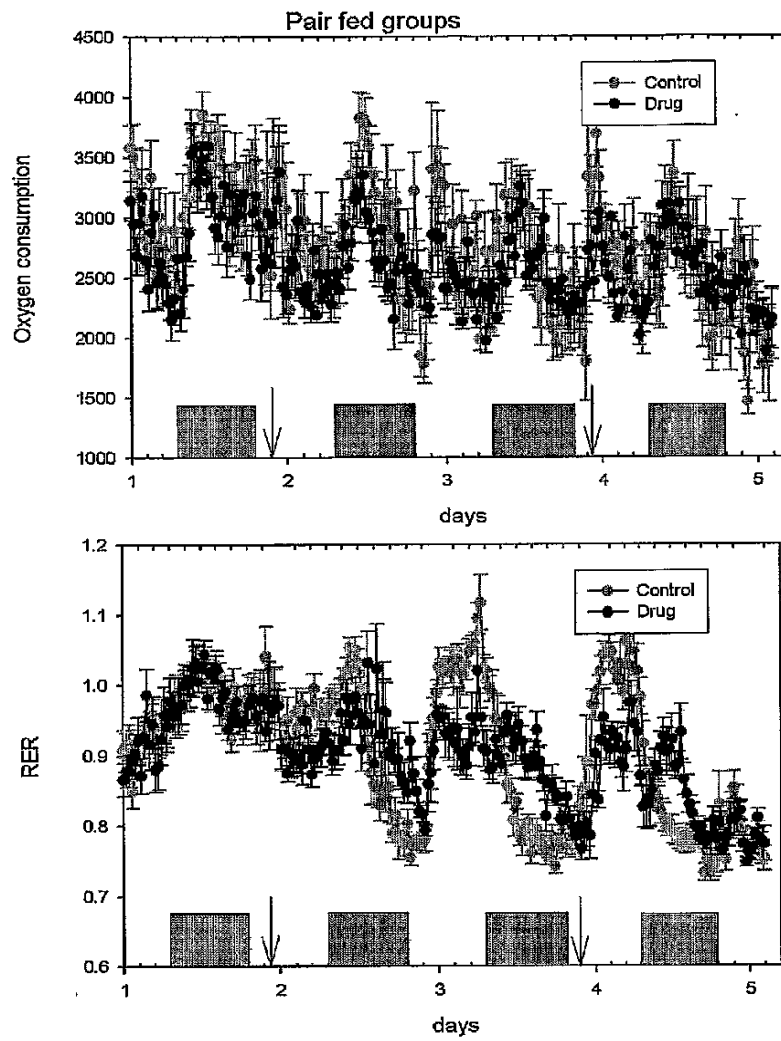 Pair fed groups
4500
4000
3500
3000
2500
2000
1500
1000
Oxygen consumption
Control
Drug
1
2
3
4
5
days
1.2
1.1
1.0
0.9
0.8
0.7
0.6
RER
Control
Drug
1
2
3
4
5
days